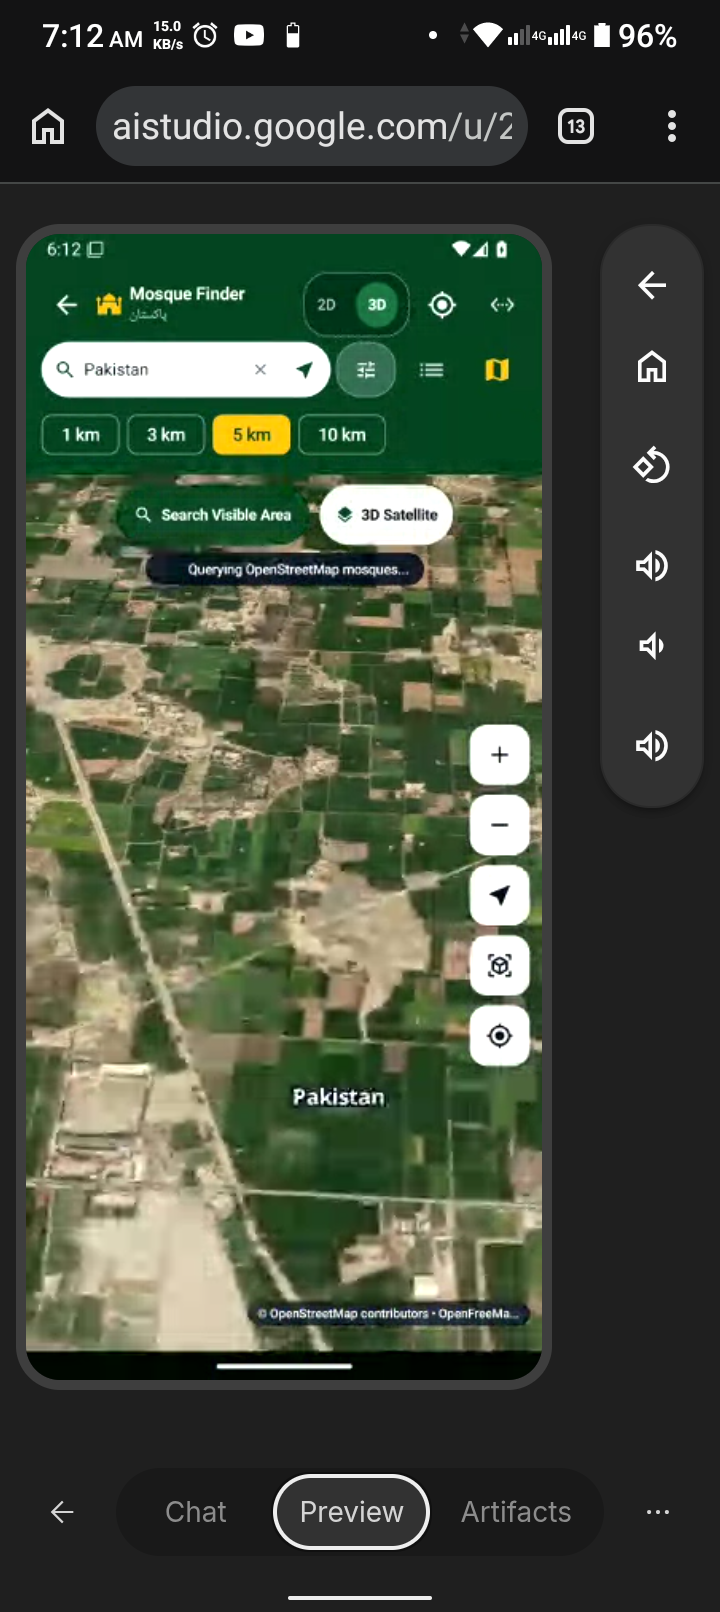 7:12 AM 15.0 KB/s 4G 4G 96%
aistudio.google.com/u/2
13
6:12
Mosque Finder
پاکستان
2D 3D
Pakistan
1 km 3 km 5 km 10 km
Search Visible Area 3D Satellite
Querying OpenStreetMap mosques...
Pakistan
© OpenStreetMap contributors • OpenFreeMa...
Chat Preview Artifacts